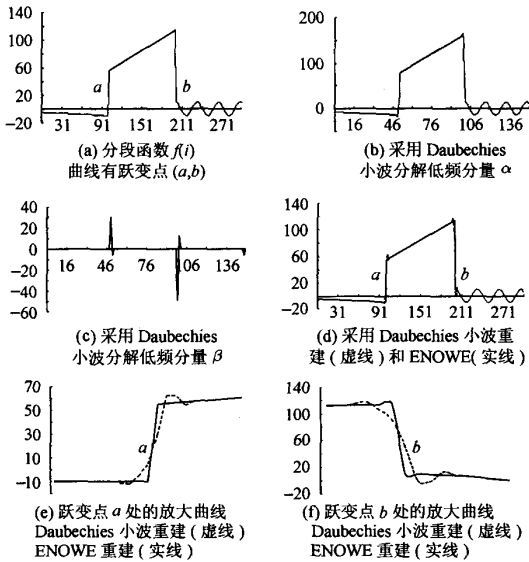 140
100
60
20
-20
a
b
31 91 151 211 271
(a) 分段函数 f(i)
曲线有跃变点 (a,b)
200
100
0
16 46 76 106 136
(b) 采用 Daubechies
小波分解低频分量 α
40
30
20
10
0
-20
-40
-60
16 46 76 106 136
(c) 采用 Daubechies
小波分解低频分量 β
140
100
60
20
-20
a
b
31 91 151 211 271
(d) 采用 Daubechies 小波重
建 ( 虚线 ) 和 ENOWE( 实线 )
70
50
30
10
-10
a
(e) 跃变点 a 处的放大曲线
Daubechies 小波重建 ( 虚线 )
ENOWE 重建 ( 实线 )
140
100
60
20
-20
b
(f) 跃变点 b 处的放大曲线
Daubechies 小波重建 ( 虚线 )
ENOWE 重建 ( 实线 )